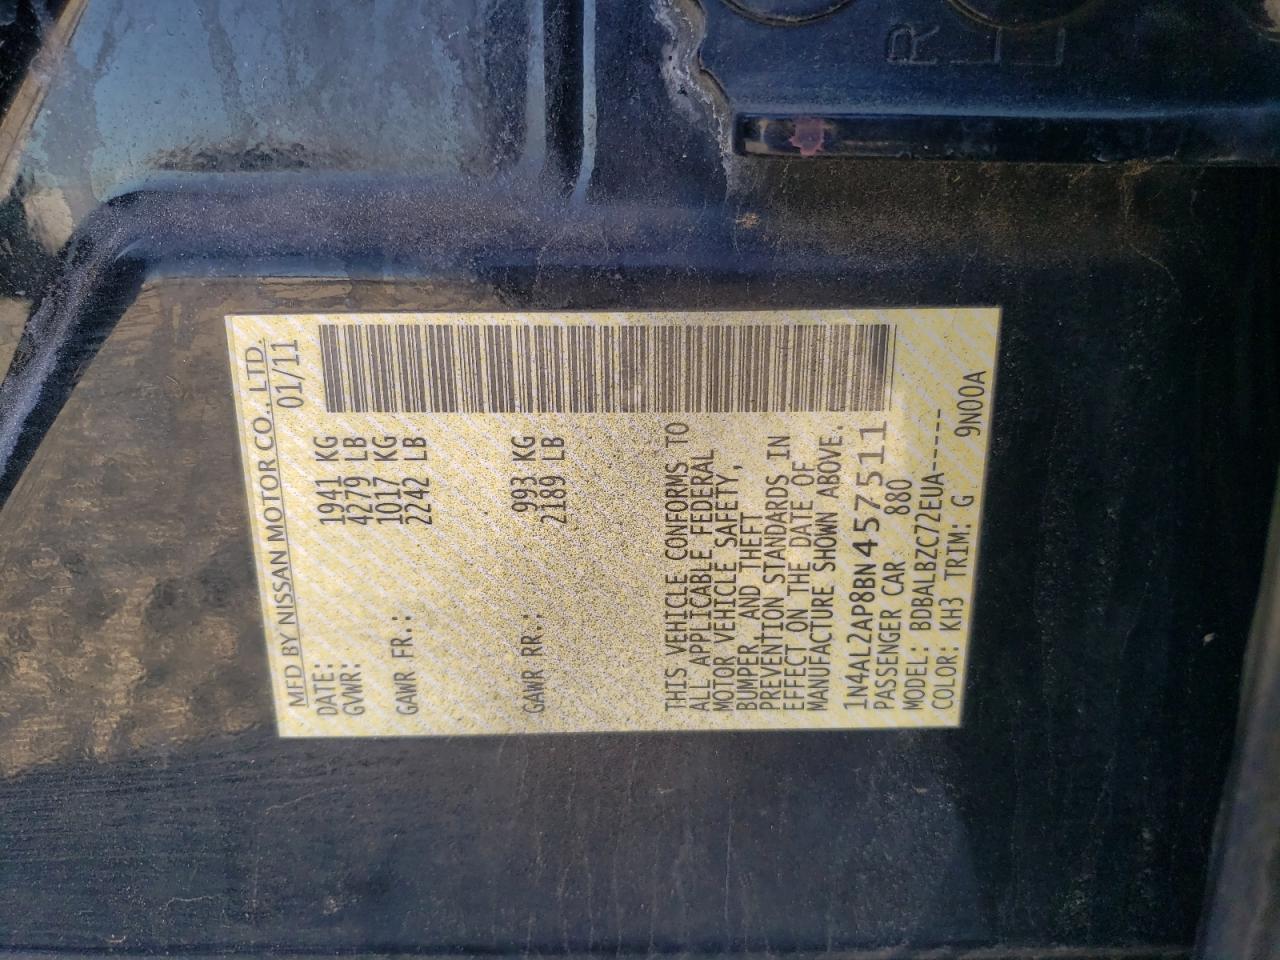 MFD BY NISSAN MOTOR CO., LTD.
DATE: 01/11
GVWR: 1941 KG
4279 LB
GAWR FR.: 1017 KG
2242 LB
GAWR RR.: 993 KG
2189 LB
THIS VEHICLE CONFORMS TO
ALL APPLICABLE FEDERAL
MOTOR VEHICLE SAFETY,
BUMPER, AND THEFT
PREVENTION STANDARDS IN
EFFECT ON THE DATE OF
MANUFACTURE SHOWN ABOVE.
1N4AL2AP8BN457511
PASSENGER CAR 880
MODEL: BDBALBZC72EUA-----
COLOR: KH3 TRIM: G 9N00A